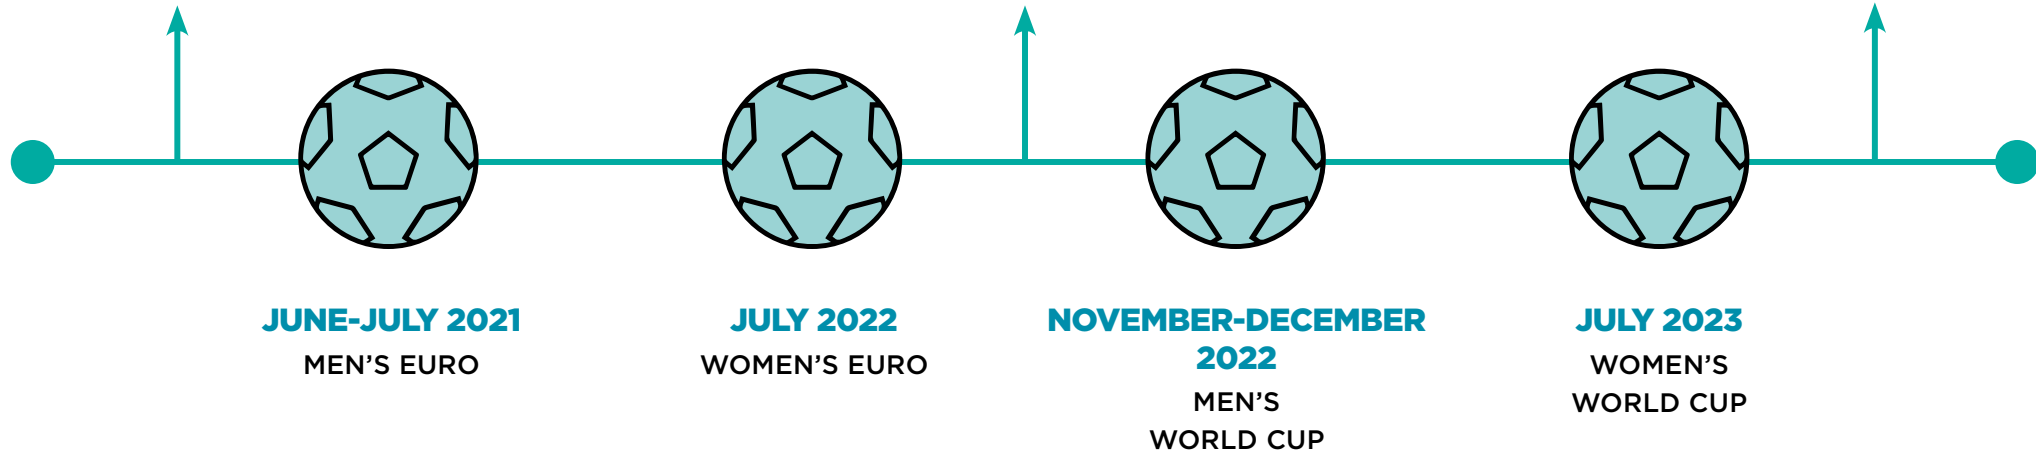 JUNE-JULY 2021
MEN’S EURO
JULY 2022
WOMEN’S EURO
NOVEMBER-DECEMBER
2022
MEN’S
WORLD CUP
JULY 2023
WOMEN’S
WORLD CUP